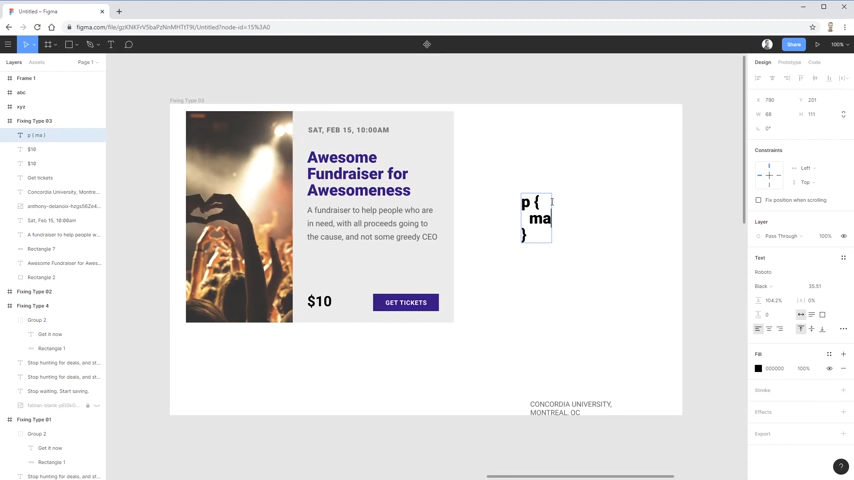 Untitled – Figma
figma.com/file/gzKNKFrVSbaPzNnMHTtT9I/Untitled?node-id=15%3A0
Share
100%
Layers
Assets
Page 1
Design
Prototype
Code
Frame 1
abc
xyz
Fixing Type 03
p { ma }
$10
$10
Get tickets
Concordia University, Montre...
anthony-delanoix-hzgs56Ze4...
Sat, Feb 15, 10:00am
A fundraiser to help people w...
Rectangle 7
Awesome Fundraiser for Awes...
Rectangle 2
Fixing Type 02
Fixing Type 4
Group 2
Get it now
Rectangle 1
Stop hunting for deals, and st...
Stop hunting for deals, and st...
Stop waiting. Start saving.
Fixing Type 01
Group 2
Get it now
Rectangle 1
Stop hunting for deals, and st...
Fixing Type 03
SAT, FEB 15, 10:00AM
Awesome
Fundraiser for
Awesomeness
A fundraiser to help people who are
in need, with all proceeds going to
the cause, and not some greedy CEO
$10
GET TICKETS
p {
ma
}
CONCORDIA UNIVERSITY,
MONTREAL, QC
X 790 Y 201
W 68 H 111
0°
Constraints
Left
Top
Fix position when scrolling
Layer
Pass Through 100%
Text
Roboto
Black 35.51
104.2% 0%
0
Fill
000000 100%
Stroke
Effects
Export
?